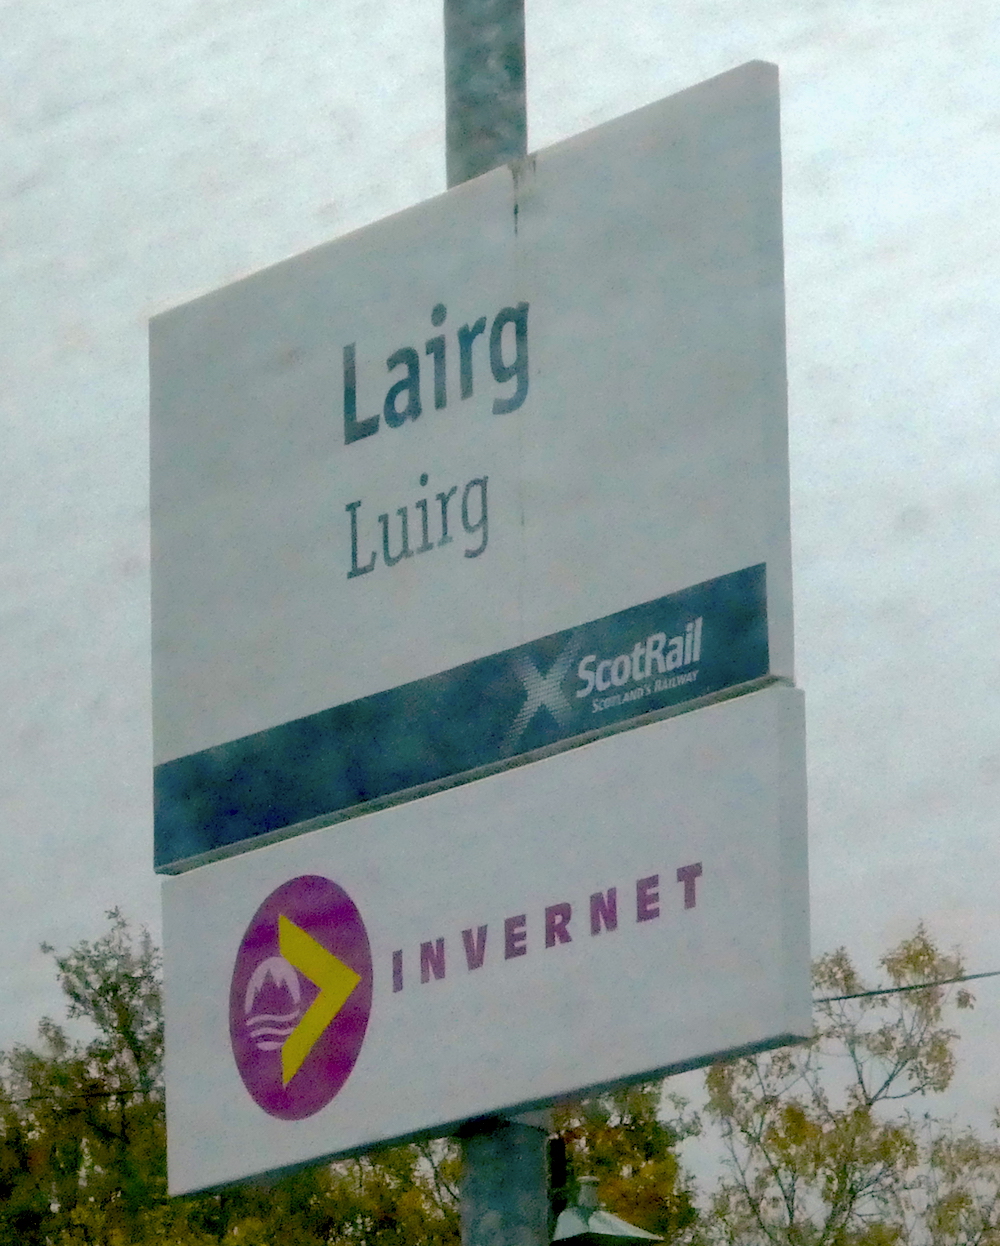 Lairg
Luirg
ScotRail
SCOTLAND'S RAILWAY
INVERNET